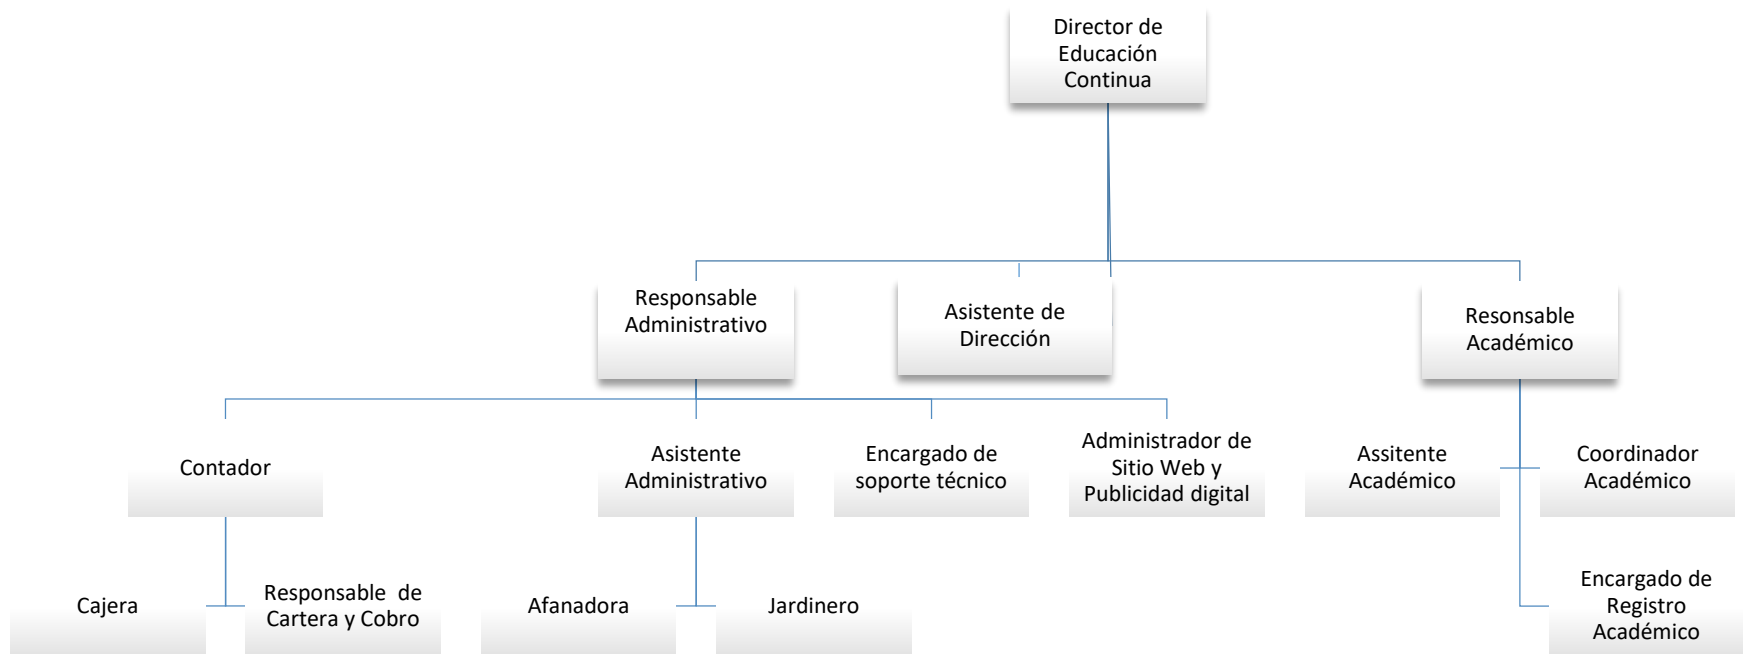 Director de
Educación
Continua
Responsable
Administrativo
Asistente de
Dirección
Resonsable
Académico
Contador
Asistente
Administrativo
Encargado de
soporte técnico
Administrador de
Sitio Web y
Publicidad digital
Assitente
Académico
Coordinador
Académico
Cajera
Responsable de
Cartera y Cobro
Afanadora
Jardinero
Encargado de
Registro
Académico